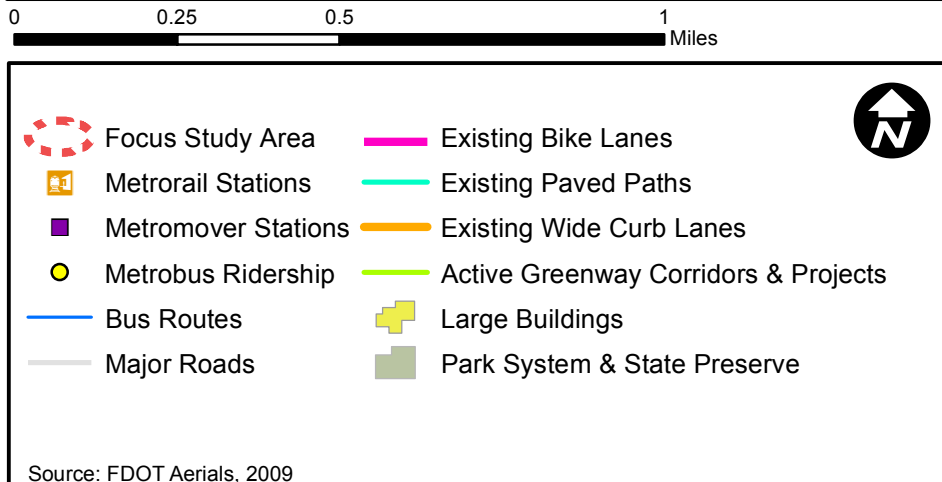 0 0.25 0.5 1
Miles
Focus Study Area
Existing Bike Lanes
N
Metrorail Stations
Existing Paved Paths
Metromover Stations
Existing Wide Curb Lanes
Metrobus Ridership
Active Greenway Corridors & Projects
Bus Routes
Large Buildings
Major Roads
Park System & State Preserve
Source: FDOT Aerials, 2009